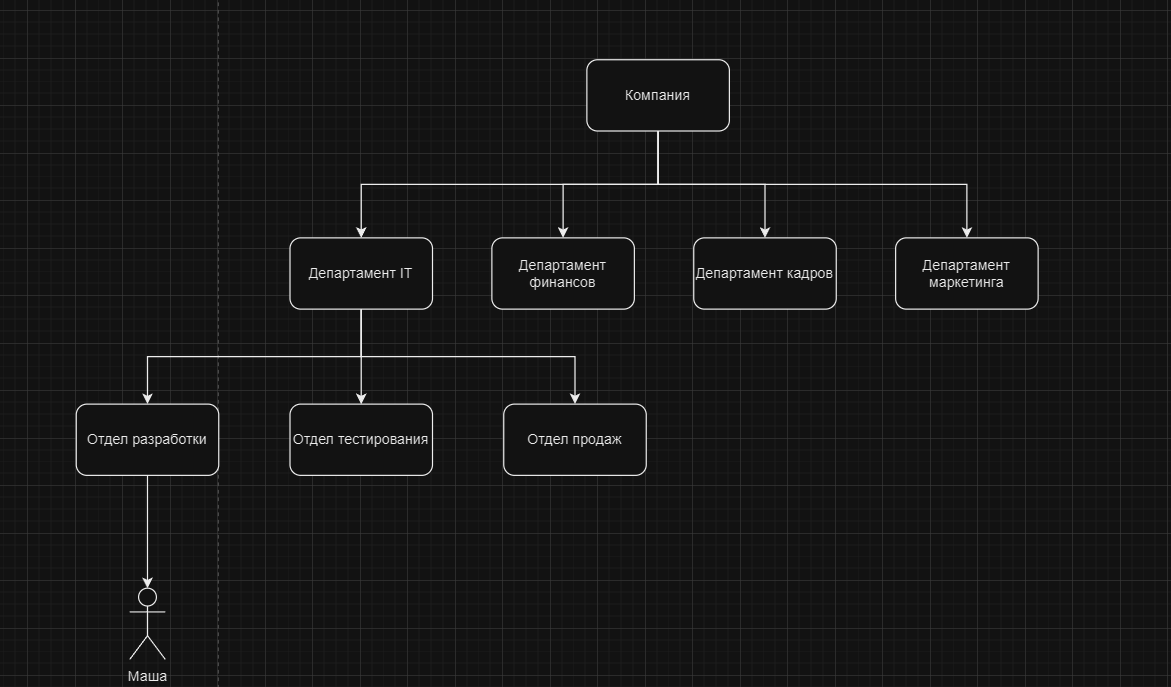 Компания
Департамент IT
Департамент
финансов
Департамент кадров
Департамент
маркетинга
Отдел разработки
Отдел тестирования
Отдел продаж
Маша